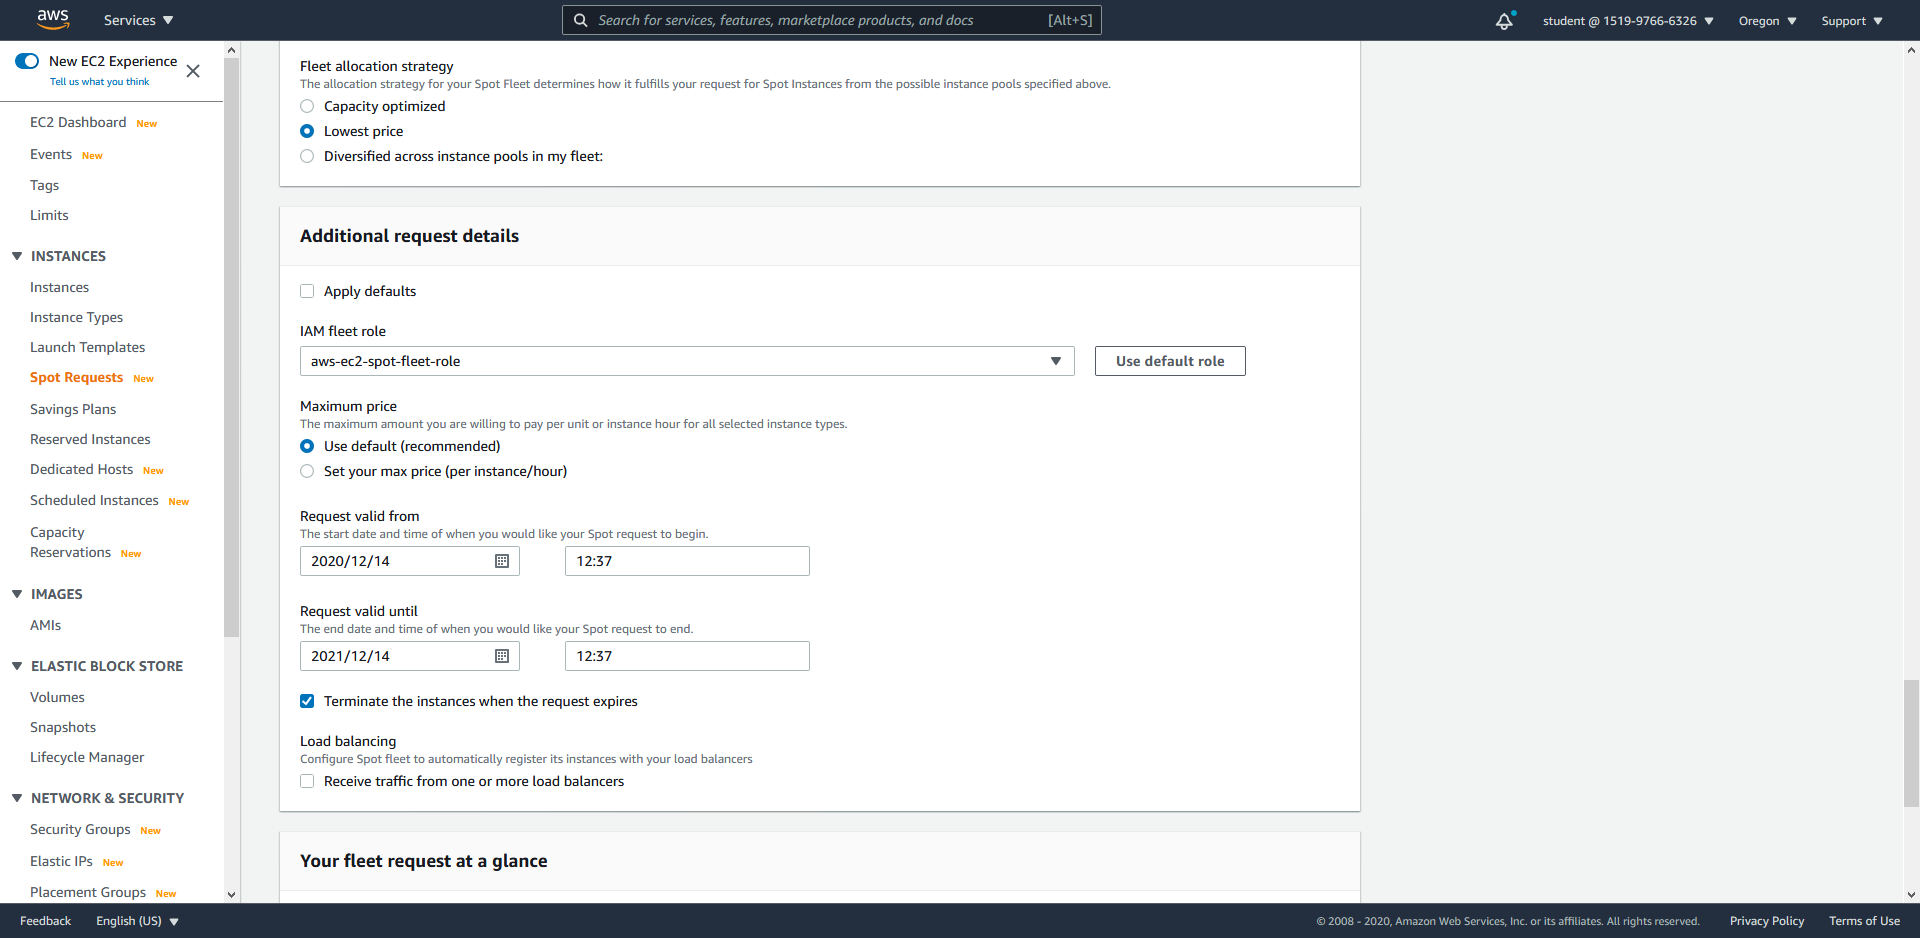 aws
Services
Search for services, features, marketplace products, and docs [Alt+S]
student @ 1519-9766-6326
Oregon
Support
New EC2 Experience
Tell us what you think
EC2 Dashboard New
Events New
Tags
Limits
INSTANCES
Instances
Instance Types
Launch Templates
Spot Requests New
Savings Plans
Reserved Instances
Dedicated Hosts New
Scheduled Instances New
Capacity
Reservations New
IMAGES
AMIs
ELASTIC BLOCK STORE
Volumes
Snapshots
Lifecycle Manager
NETWORK & SECURITY
Security Groups New
Elastic IPs New
Placement Groups New
Fleet allocation strategy
The allocation strategy for your Spot Fleet determines how it fulfills your request for Spot Instances from the possible instance pools specified above.
Capacity optimized
Lowest price
Diversified across instance pools in my fleet:
Additional request details
Apply defaults
IAM fleet role
aws-ec2-spot-fleet-role
Use default role
Maximum price
The maximum amount you are willing to pay per unit or instance hour for all selected instance types.
Use default (recommended)
Set your max price (per instance/hour)
Request valid from
The start date and time of when you would like your Spot request to begin.
2020/12/14
12:37
Request valid until
The end date and time of when you would like your Spot request to end.
2021/12/14
12:37
Terminate the instances when the request expires
Load balancing
Configure Spot fleet to automatically register its instances with your load balancers
Receive traffic from one or more load balancers
Your fleet request at a glance
Feedback
English (US)
© 2008 - 2020, Amazon Web Services, Inc. or its affiliates. All rights reserved.
Privacy Policy
Terms of Use